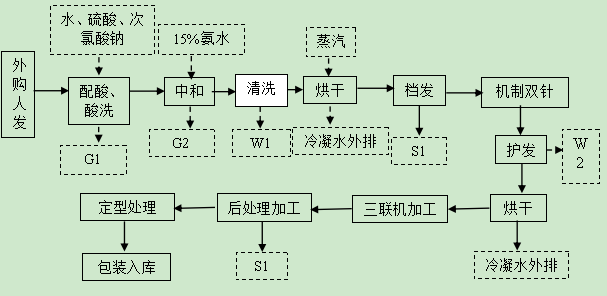 水、硫酸、次
氯酸钠
15%氨水
蒸汽
外购人发
配酸、
酸洗
中和
清洗
烘干
档发
机制双针
G1
G2
W1
冷凝水外排
S1
护发
W
2
定型处理
后处理加工
三联机加工
烘干
包装入库
S1
冷凝水外排